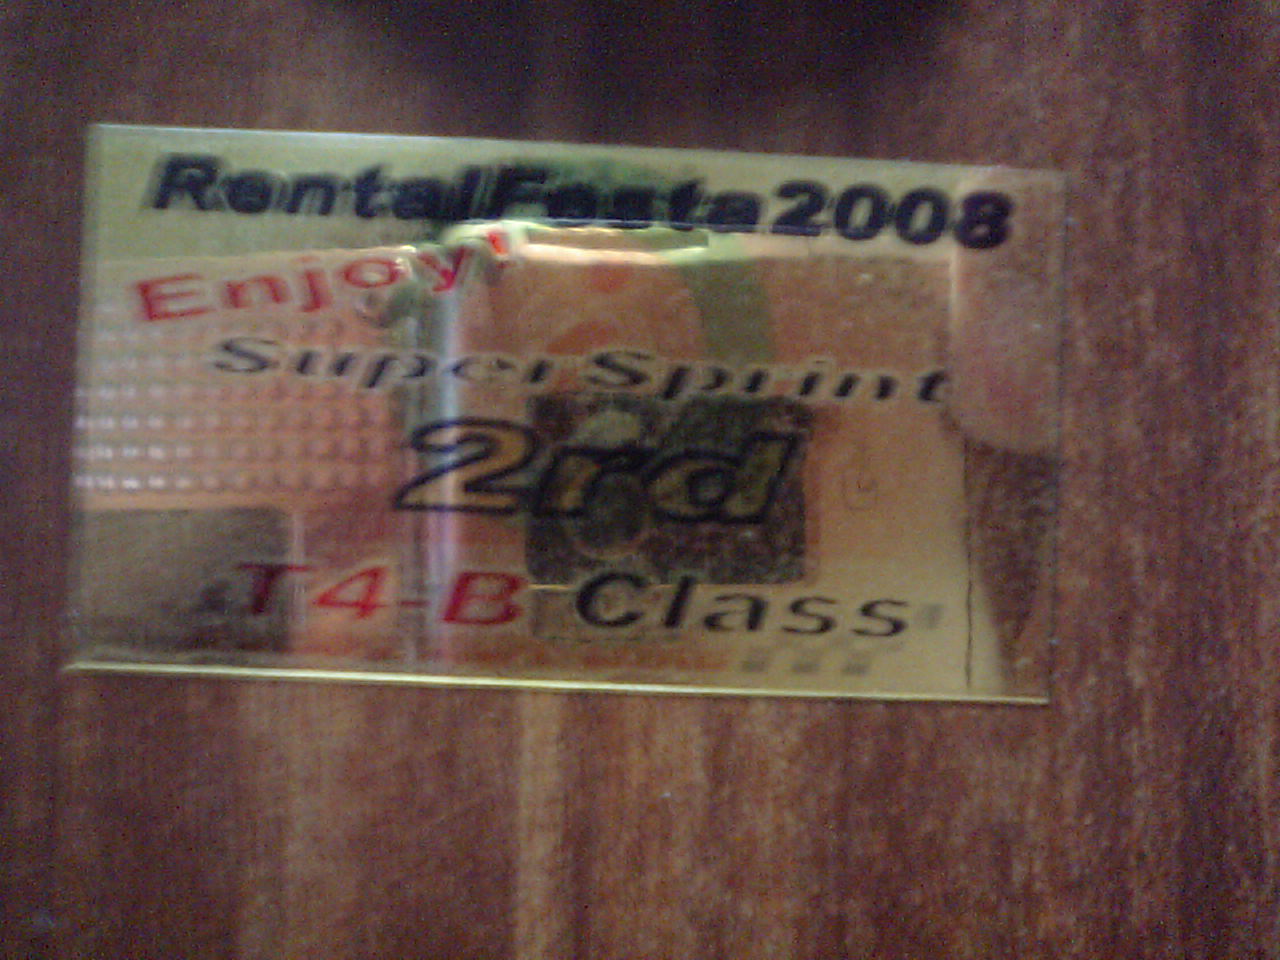 RentalFesta2008
Enjoy!
SuperSprint
2rd
T4-B Class